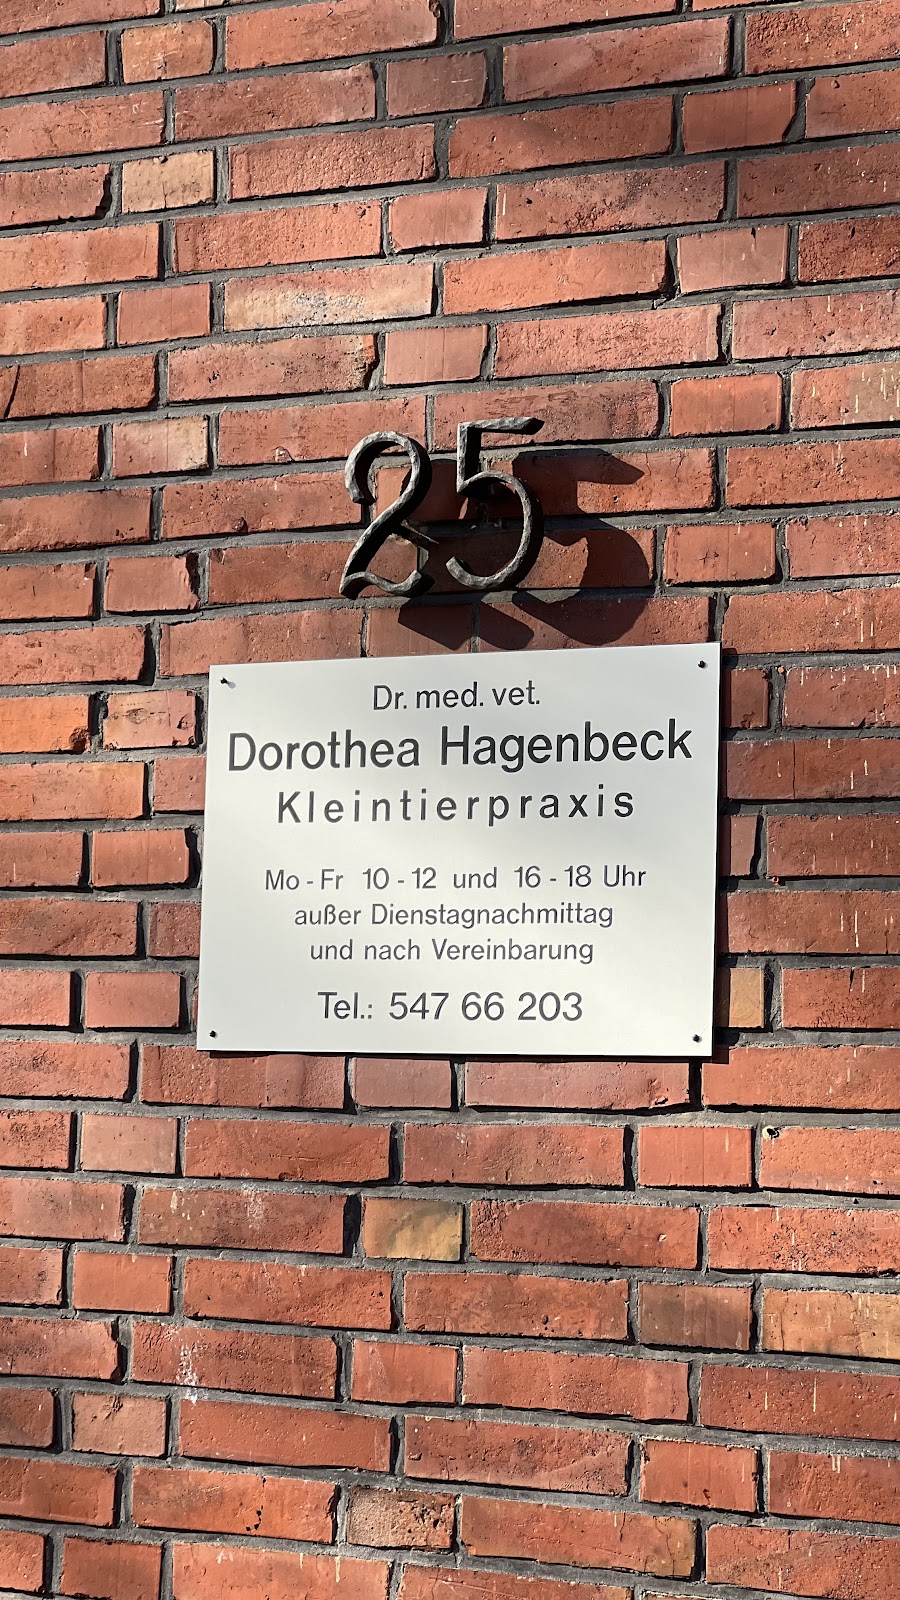 25
Dr. med. vet.
Dorothea Hagenbeck
Kleintierpraxis
Mo - Fr 10 - 12 und 16 - 18 Uhr
außer Dienstagnachmittag
und nach Vereinbarung
Tel.: 547 66 203